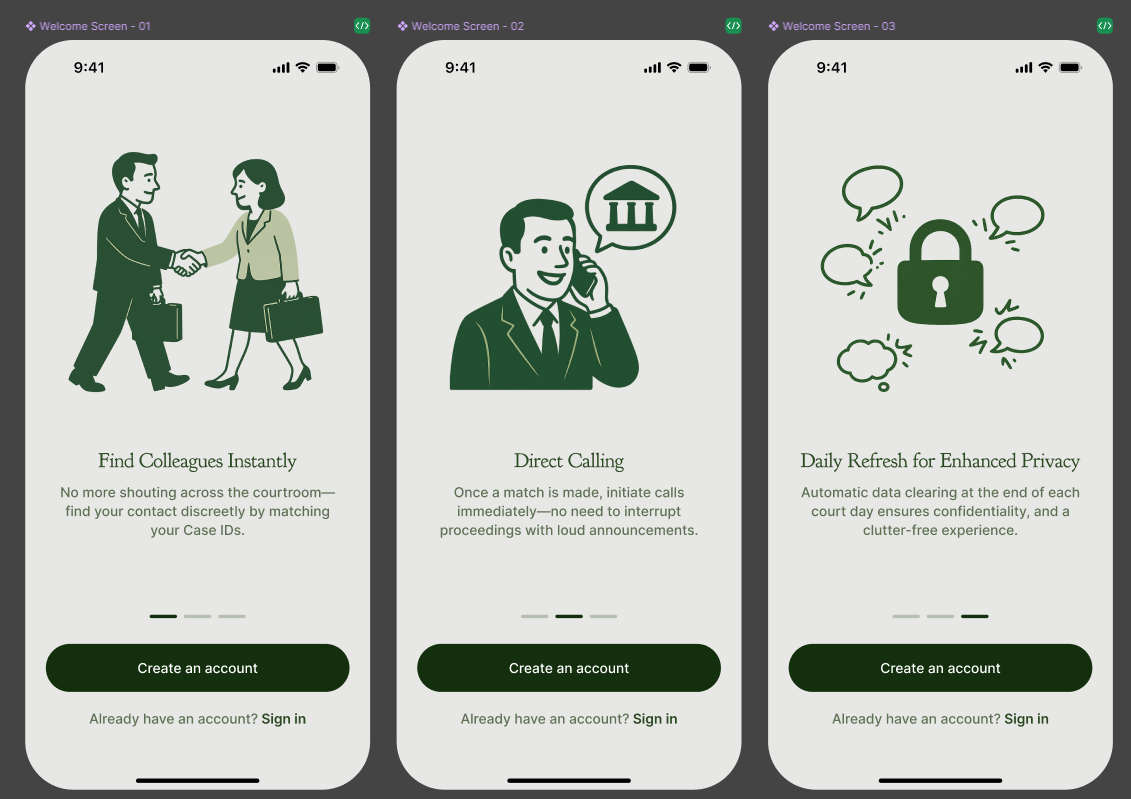 Welcome Screen - 01
9:41
Find Colleagues Instantly
No more shouting across the courtroom—
find your contact discreetly by matching
your Case IDs.
Create an account
Already have an account? Sign in
Welcome Screen - 02
9:41
Direct Calling
Once a match is made, initiate calls
immediately—no need to interrupt
proceedings with loud announcements.
Create an account
Already have an account? Sign in
Welcome Screen - 03
9:41
Daily Refresh for Enhanced Privacy
Automatic data clearing at the end of each
court day ensures confidentiality, and a
clutter-free experience.
Create an account
Already have an account? Sign in